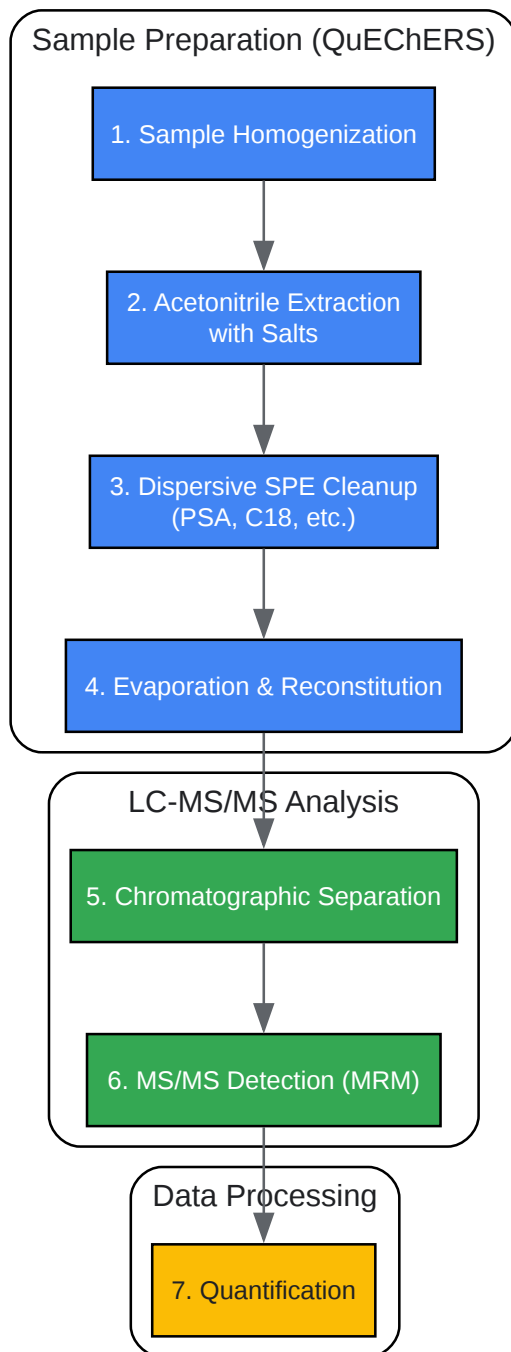 Sample Preparation (QuEChERS)
1. Sample Homogenization
2. Acetonitrile Extraction
with Salts
3. Dispersive SPE Cleanup
(PSA, C18, etc.)
4. Evaporation & Reconstitution
LC-MS/MS Analysis
5. Chromatographic Separation
6. MS/MS Detection (MRM)
Data Processing
7. Quantification